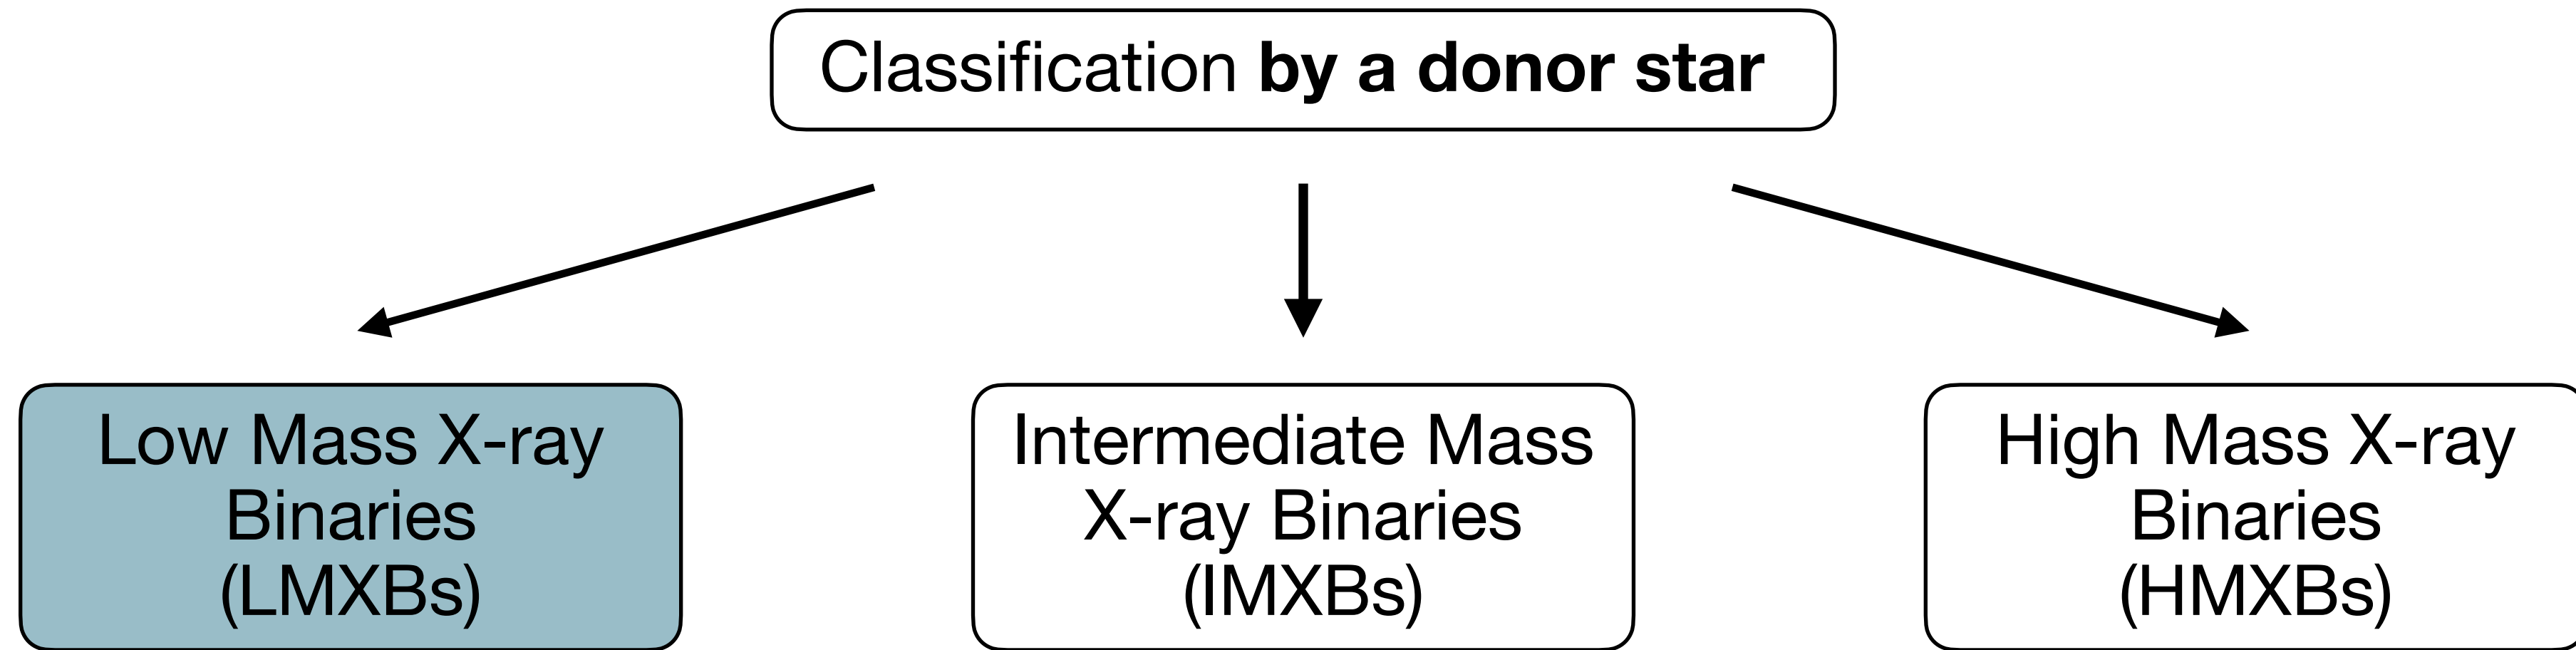 Classification by a donor star
Low Mass X-ray
Binaries
(LMXBs)
Intermediate Mass
X-ray Binaries
(IMXBs)
High Mass X-ray
Binaries
(HMXBs)